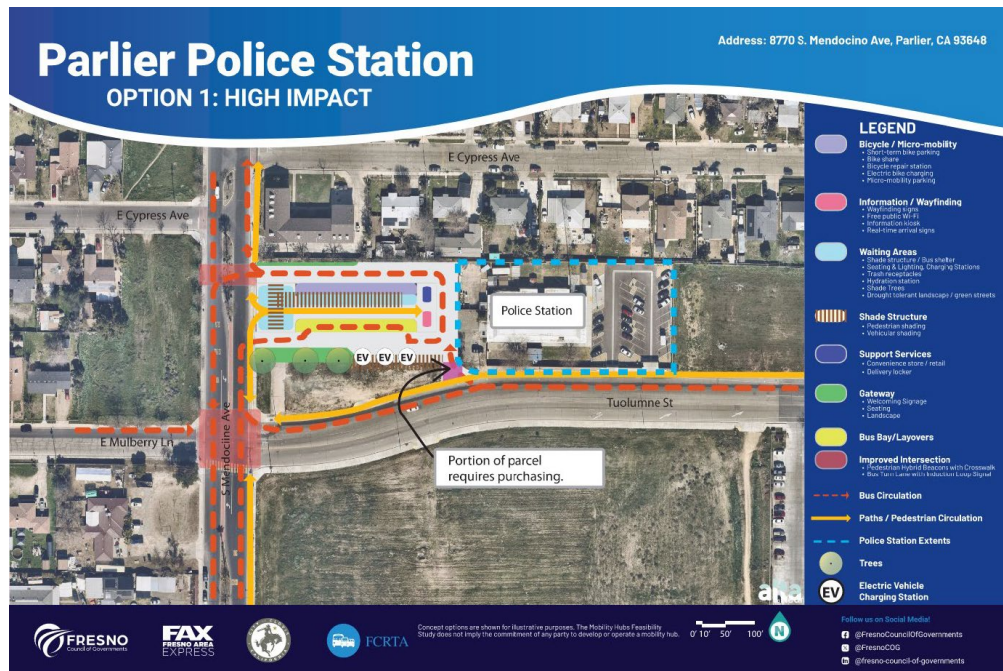 Parlier Police Station
OPTION 1: HIGH IMPACT
Address: 8770 S. Mendocino Ave, Parlier, CA 93648
E Cypress Ave
E Cypress Ave
Police Station
EV EV EV
Tuolumne St
E Mulberry Ln
S Mendociine Ave
Portion of parcel
requires purchasing.
LEGEND
Bicycle / Micro-mobility
• Short-term bike parking
• Bike share
• Bicycle repair station
• Electric bike charging
• Micro-mobility parking
Information / Wayfinding
• Wayfinding signs
• Free public Wi-Fi
• Information kiosk
• Real-time arrival signs
Waiting Areas
• Shade structure / Bus shelter
• Seating & Lighting, Charging Stations
• Trash receptacles
• Hydration station
• Shade Trees
• Drought tolerant landscape / green streets
Shade Structure
• Pedestrian shading
• Vehicular shading
Support Services
• Convenience store / retail
• Delivery locker
Gateway
• Welcoming Signage
• Seating
• Landscape
Bus Bay/Layovers
Improved Intersection
• Pedestrian Hybrid Beacons with Crosswalk
• Bus Turn Lane with Induction Loop Signal
Bus Circulation
Paths / Pedestrian Circulation
Police Station Extents
Trees
EV
Electric Vehicle
Charging Station
FRESNO
Council of Governments
FAX
FRESNO AREA
EXPRESS
FCRTA
Concept options are shown for illustrative purposes. The Mobility Hubs Feasibility
Study does not imply the commitment of any party to develop or operate a mobility hub.
0' 10' 50' 100'
N
Follow us on Social Media!
@FresnoCouncilOfGovernments
@FresnoCOG
@fresno-council-of-governments